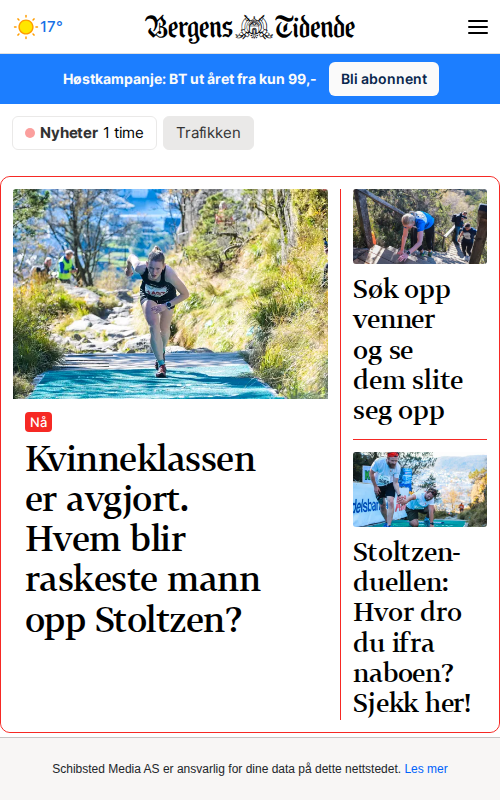 17°
Bergens Tidende
Høstkampanje: BT ut året fra kun 99,-
Bli abonnent
Nyheter 1 time
Trafikken
Nå
Kvinneklassen
er avgjort.
Hvem blir
raskeste mann
opp Stoltzen?
Søk opp
venner
og se
dem slite
seg opp
Stoltzen-
duellen:
Hvor dro
du ifra
naboen?
Sjekk her!
Schibsted Media AS er ansvarlig for dine data på dette nettstedet. Les mer